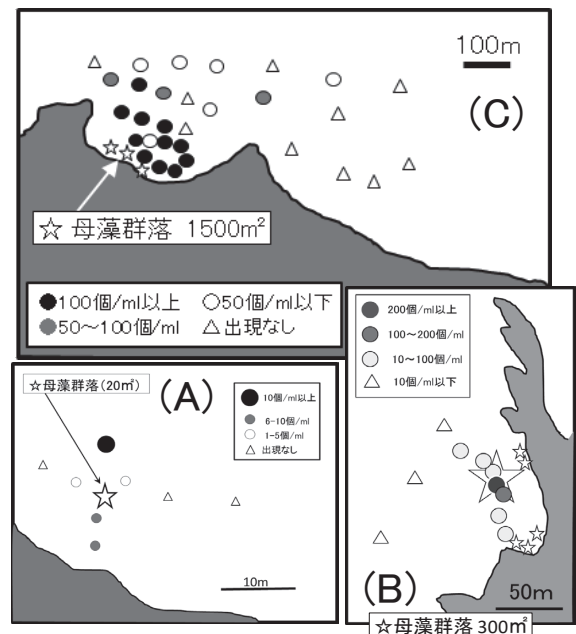 100m
(C)
☆ 母藻群落 1500m²
●100個/ml以上 ○50個/ml以下
●50〜100個/ml △出現なし
☆母藻群落(20㎡)
(A)
●10個/ml以上
●6-10個/ml
○1-5個/ml
△出現なし
10m
●200個/ml以上
●100〜200個/ml
○10〜100個/ml
△10個/ml以下
(B)
50m
☆母藻群落 300㎡